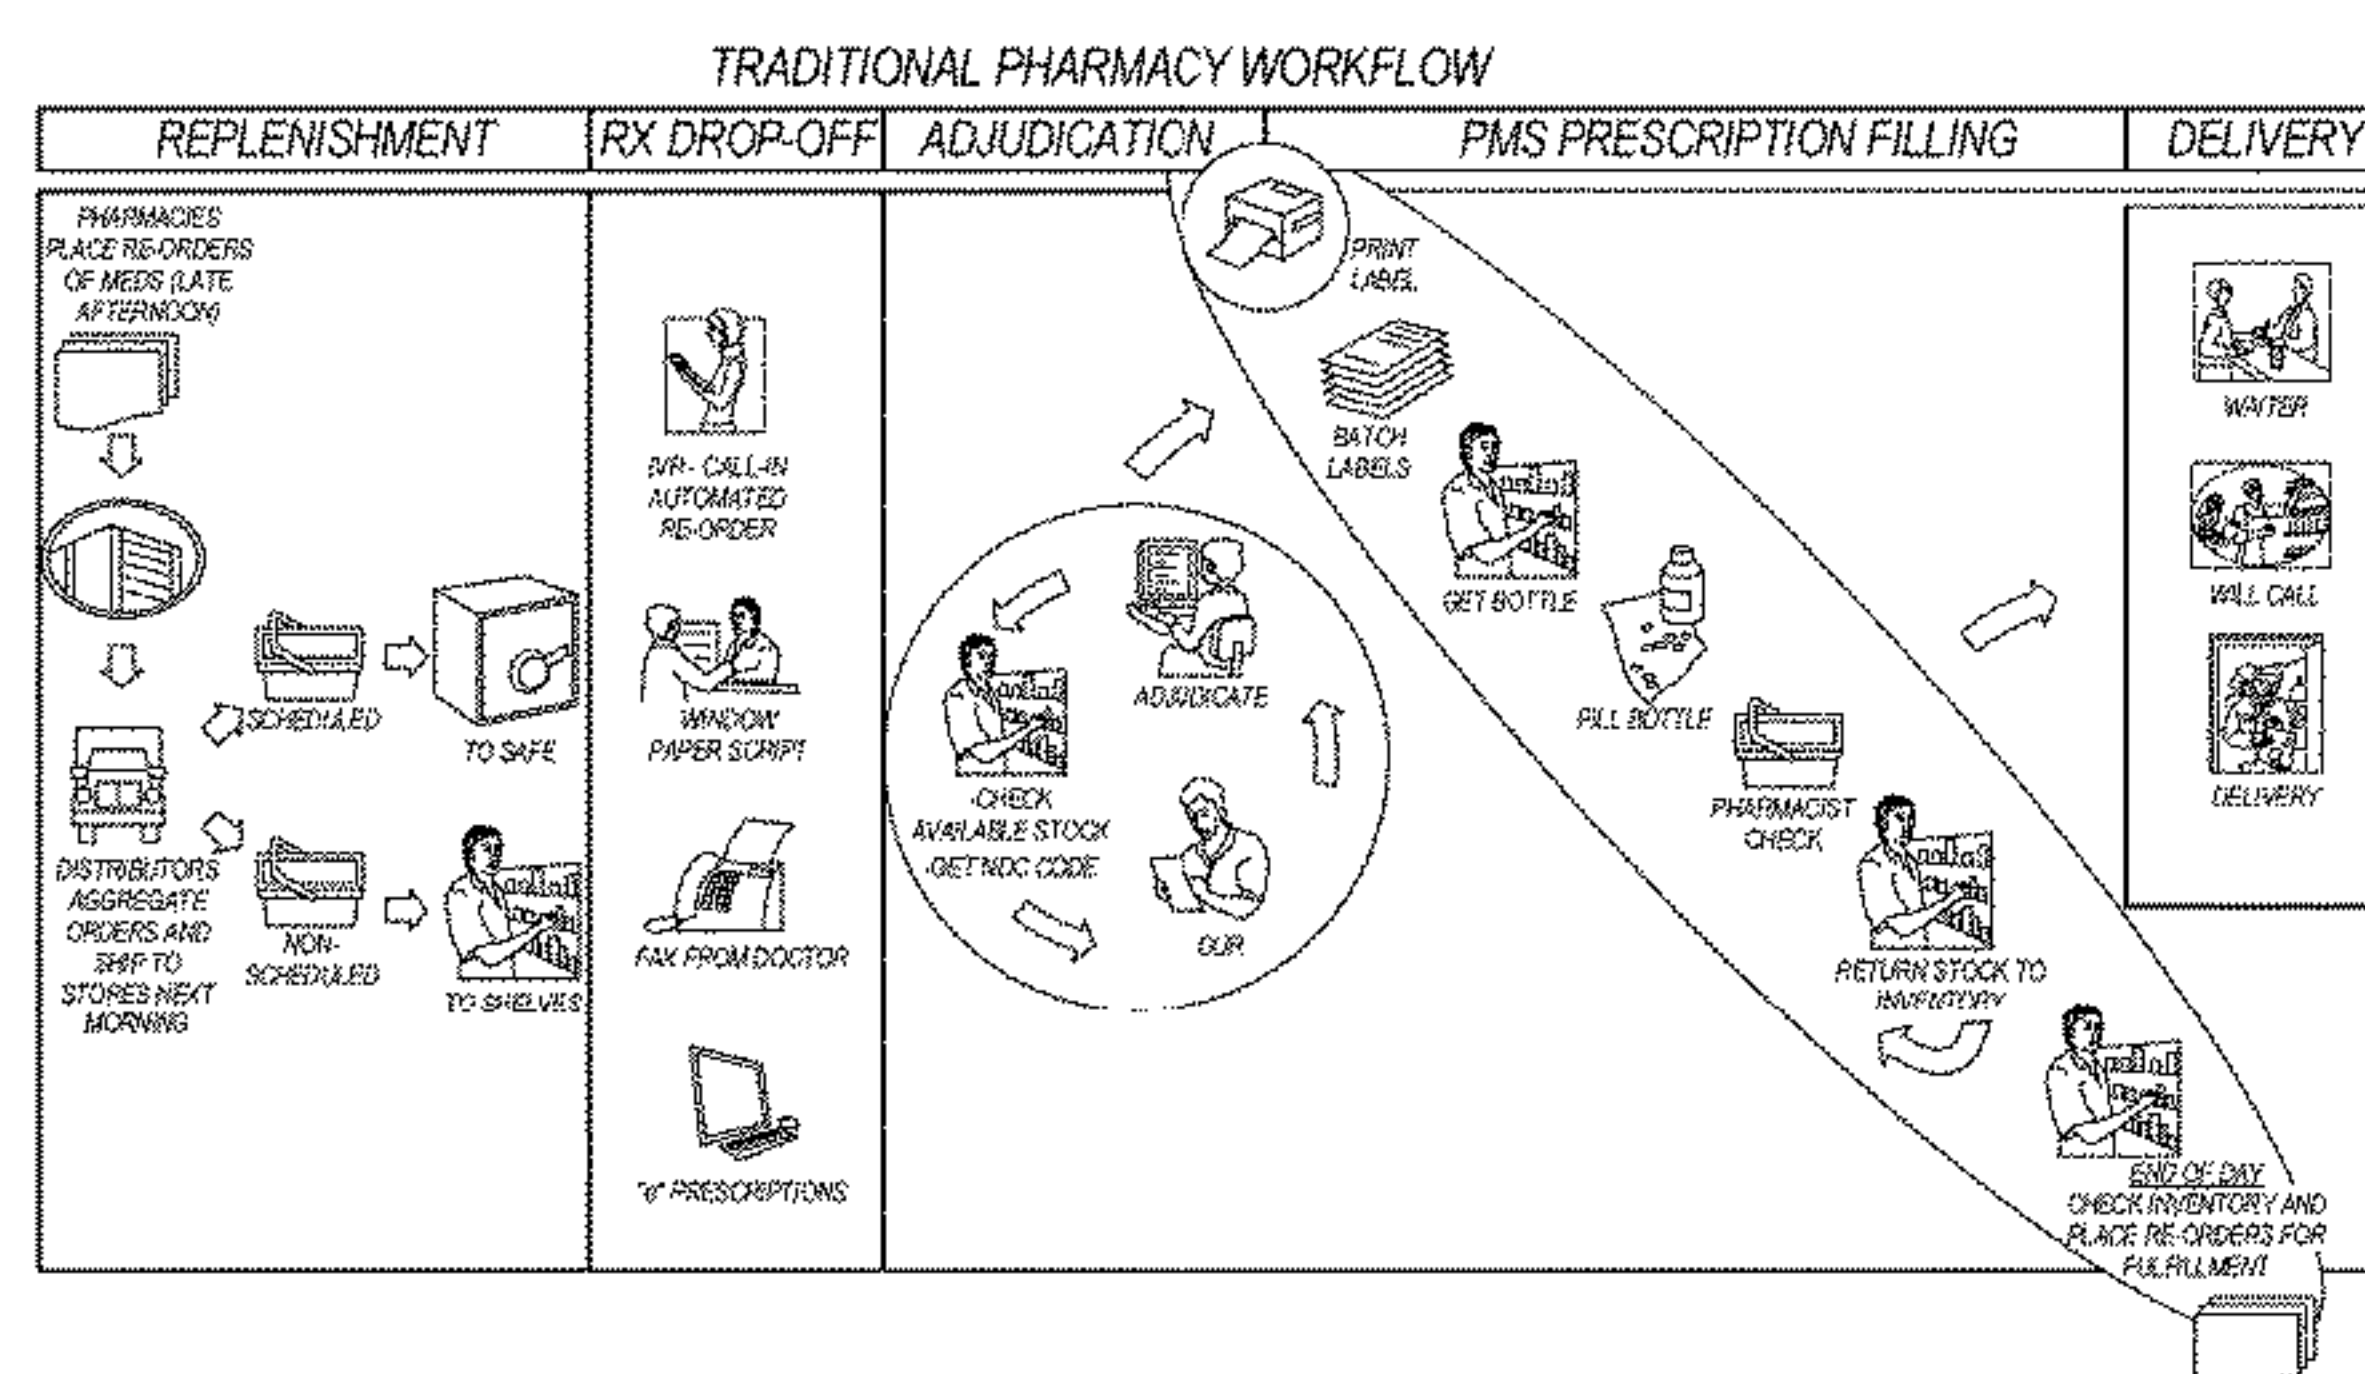 TRADITIONAL PHARMACY WORKFLOW
REPLENISHMENT
RX DROP-OFF
ADJUDICATION
PMS PRESCRIPTION FILLING
DELIVERY
PHARMACIES
PLACE RE-ORDERS
OF MEDS (LATE
AFTERNOON)
SCHEDULED
TO SAFE
DISTRIBUTORS
AGGREGATE
ORDERS AND
SHIP TO
STORES NEXT
MORNING
NON-
SCHEDULED
TO SHELVES
IVR - CALL-IN
AUTOMATED
RE-ORDER
WINDOW
PAPER SCRIPT
FAX FROM DOCTOR
"e" PRESCRIPTIONS
ADJUDICATE
-CHECK
AVAILABLE STOCK
-GET NDC CODE
PRINT
LABEL
BATCH
LABELS
GET BOTTLE
PILL BOTTLE
PHARMACIST
CHECK
RETURN STOCK TO
INVENTORY
END OF DAY
CHECK INVENTORY AND
PLACE RE-ORDERS FOR
FULFILLMENT
WAITER
WILL CALL
DELIVERY